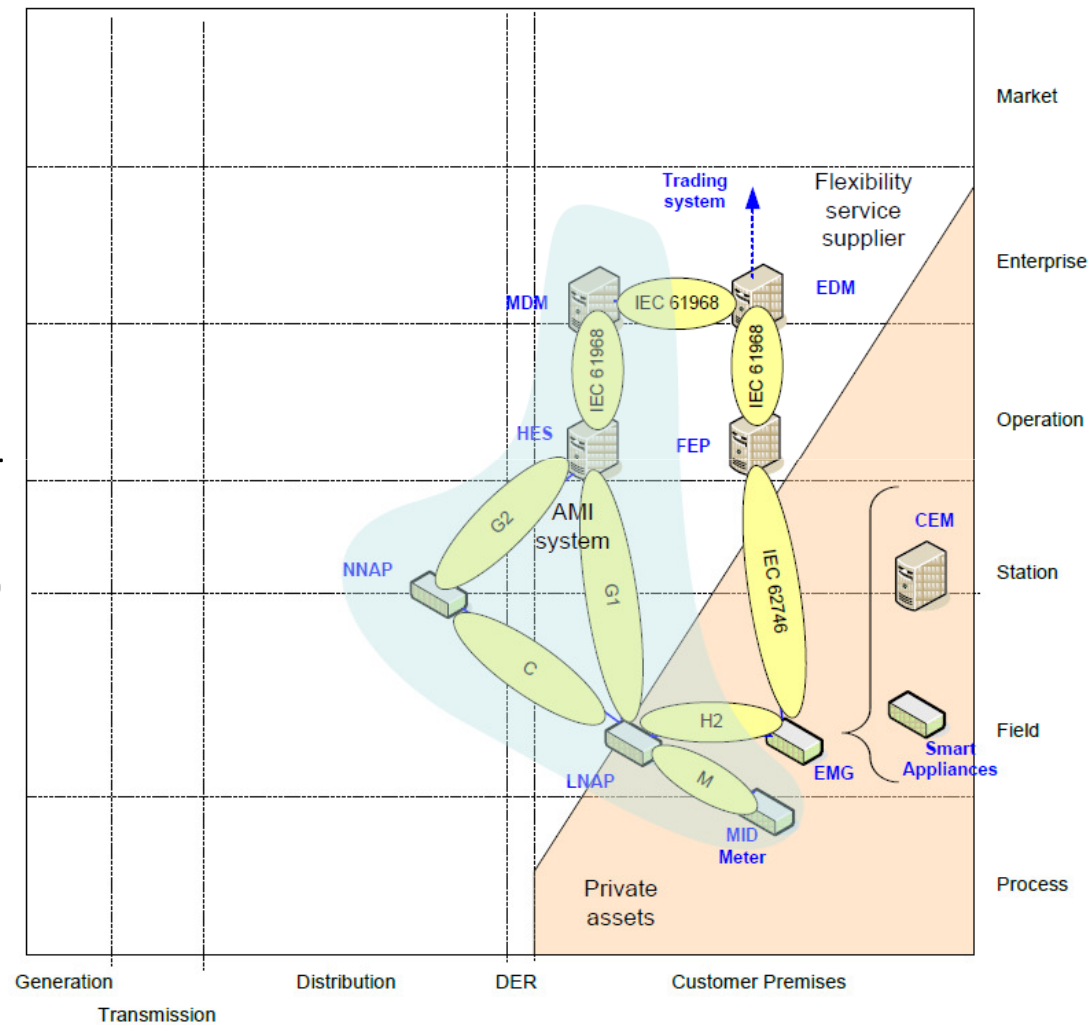 Market
Trading
system
Flexibility
service
supplier
Enterprise
MDM
IEC 61968
EDM
IEC 61968
IEC 61968
Operation
HES
FEP
G2
AMI
system
CEM
NNAP
G1
IEC 62746
Station
C
H2
Field
Smart
Appliances
LNAP
M
EMG
MID
Meter
Private
assets
Process
Generation
Distribution
DER
Customer Premises
Transmission